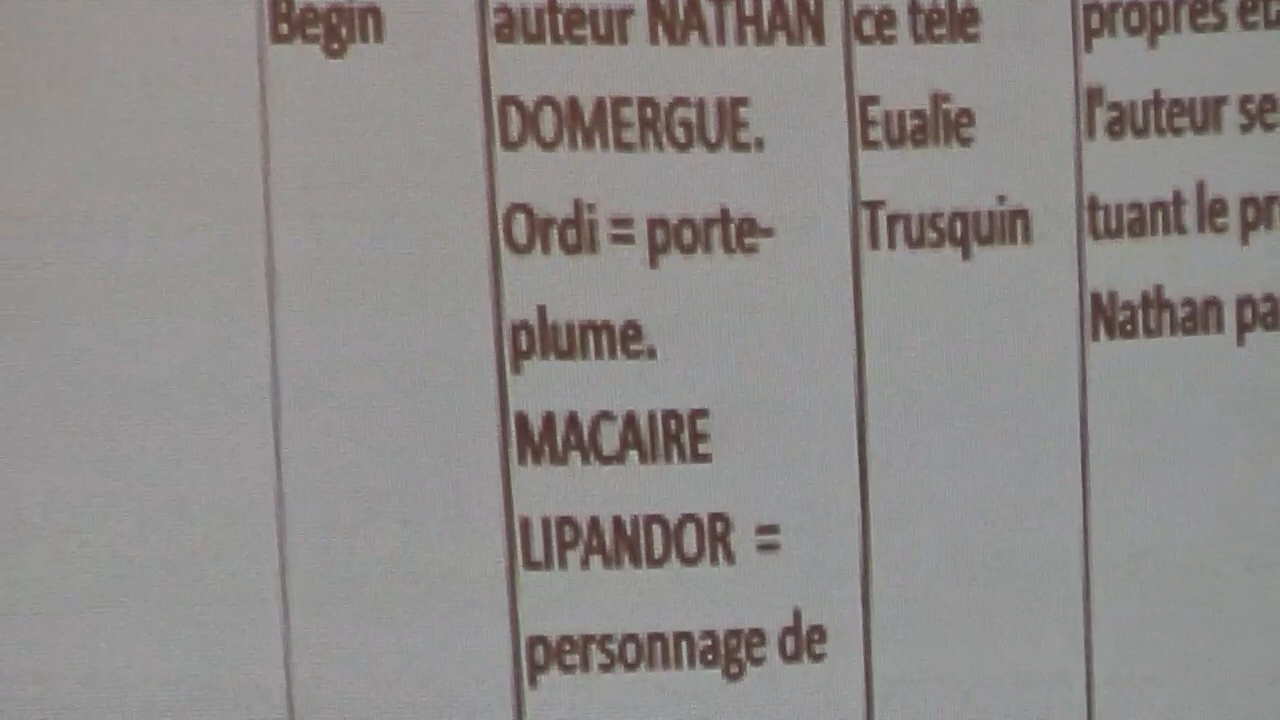 Begin
auteur NATHAN
DOMERGUE.
Ordi = porte-
plume.
MACAIRE
LIPANDOR =
personnage de
ce télé
Eualie
Trusquin
propres et
l'auteur se
tuant le pr
Nathan pa